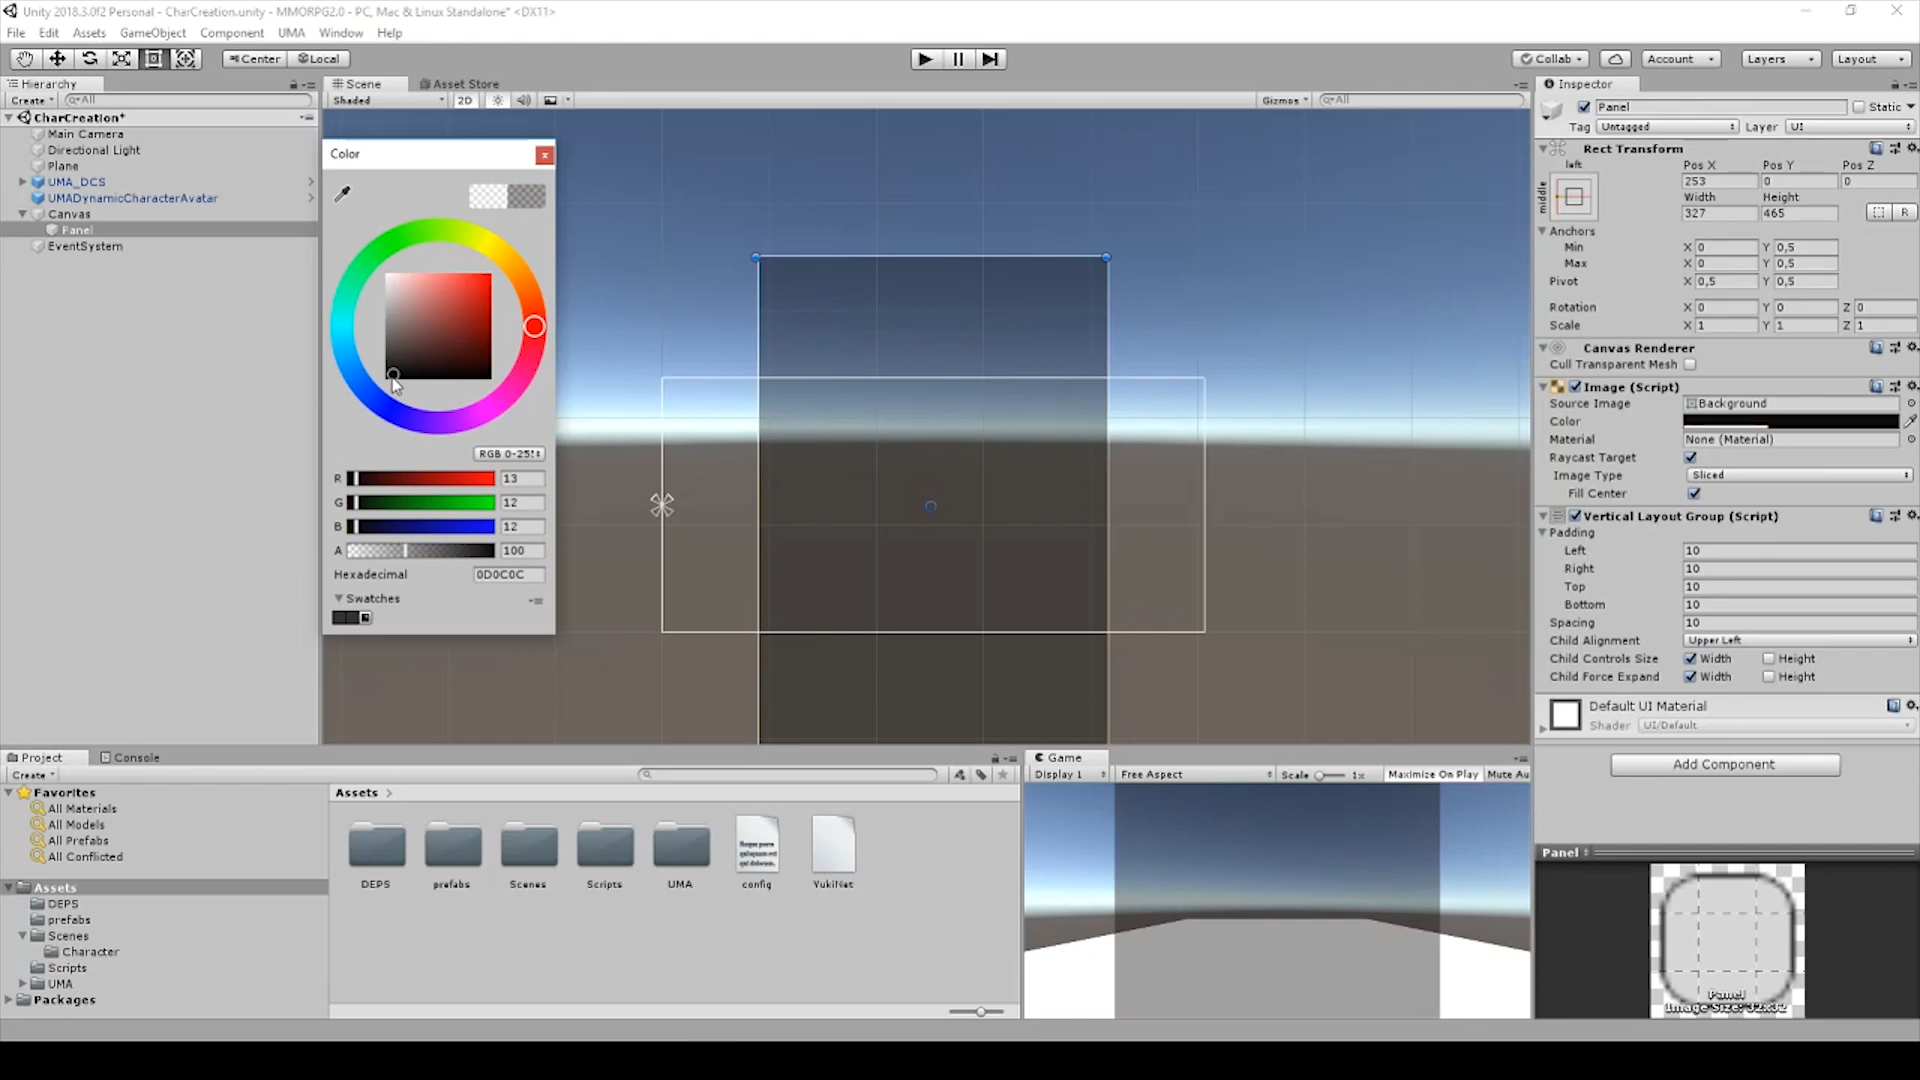 Unity 2018.3.0f2 Personal - CharCreation.unity - MMORPG2.0 - PC, Mac & Linux Standalone* <DX11>
File Edit Assets GameObject Component UMA Window Help
Center Local
Collab Account Layers Layout
Hierarchy
Create All
CharCreation*
Main Camera
Directional Light
Plane
UMA_DCS
UMADynamicCharacterAvatar
Canvas
Panel
EventSystem
Scene Asset Store
Shaded 2D Gizmos All
Color
RGB 0-255
R 13
G 12
B 12
A 100
Hexadecimal 0D0C0C
Swatches
Inspector
Panel Static
Tag Untagged Layer UI
Rect Transform
left
middle
Pos X Pos Y Pos Z
253 0 0
Width Height
327 465 R
Anchors
Min X 0 Y 0,5
Max X 0 Y 0,5
Pivot X 0,5 Y 0,5
Rotation X 0 Y 0 Z 0
Scale X 1 Y 1 Z 1
Canvas Renderer
Cull Transparent Mesh
Image (Script)
Source Image Background
Color
Material None (Material)
Raycast Target
Image Type Sliced
Fill Center
Vertical Layout Group (Script)
Padding
Left 10
Right 10
Top 10
Bottom 10
Spacing 10
Child Alignment Upper Left
Child Controls Size Width Height
Child Force Expand Width Height
Default UI Material
Shader UI/Default
Add Component
Panel
Panel
Image Size: 32x32
Project Console
Create
Favorites
All Materials
All Models
All Prefabs
All Conflicted
Assets
DEPS
prefabs
Scenes
Character
Scripts
UMA
Packages
Assets
DEPS prefabs Scenes Scripts UMA config YukiNet
Game
Display 1 Free Aspect Scale 1x Maximize On Play Mute Au